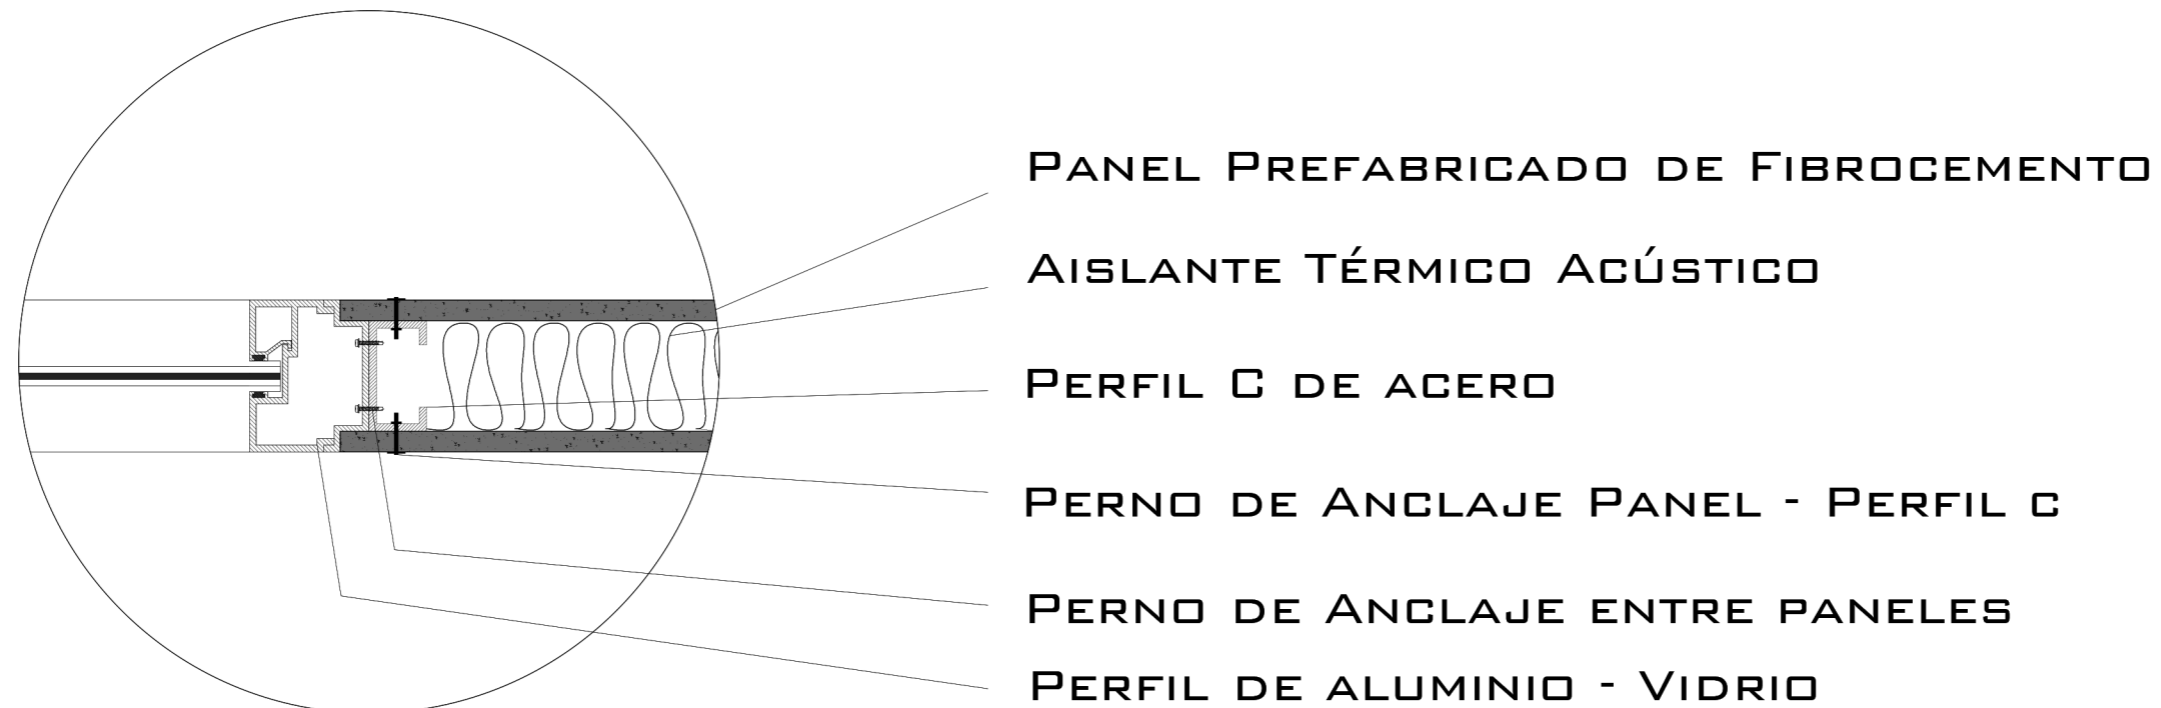 Panel Prefabricado de Fibrocemento
Aislante Térmico Acústico
Perfil C de acero
Perno de Anclaje Panel - Perfil c
Perno de Anclaje entre paneles
Perfil de aluminio - Vidrio